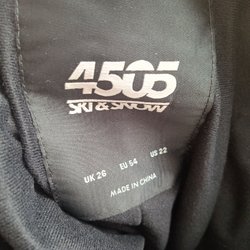 4505
SKI & SNOW
UK 26 EU 54 US 22
MADE IN CHINA